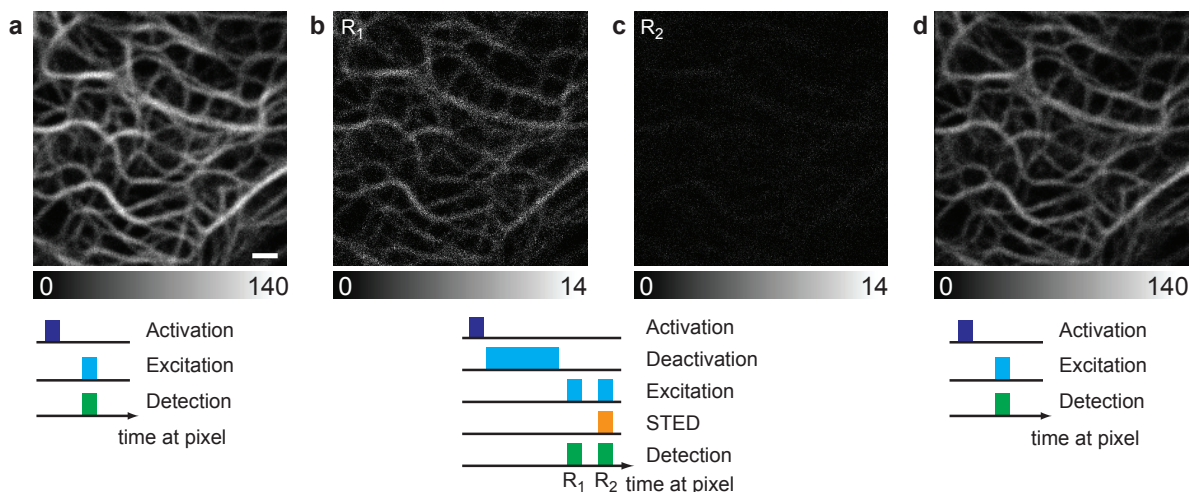 a
b
R1
c
R2
d
0 140
0 14
0 14
0 140
Activation
Excitation
Detection
time at pixel
Activation
Deactivation
Excitation
STED
Detection
R1 R2 time at pixel
Activation
Excitation
Detection
time at pixel